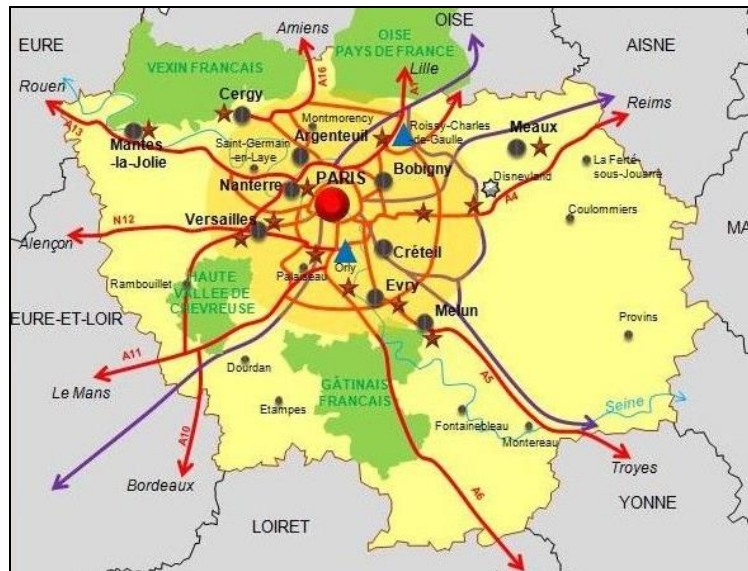 OISE
EURE
AISNE
Amiens
OISE
PAYS DE FRANCE
VEXIN FRANCAIS
Lille
A16
Rouen
Cergy
Reims
A13
Montmorency
Argenteuil
Roissy-Charles
-de-Gaulle
Meaux
Mantes
-la-Jolie
Saint-Germain
-en-Laye
La Ferté
sous-Jouarre
Bobigny
PARIS
Nanterre
Disneyland
A4
N12
Versailles
Coulommiers
Alençon
Créteil
Palaiseau
Orly
Rambouillet
HAUTE
VALLEE DE
CHEVREUSE
Evry
Melun
EURE-ET-LOIR
Provins
A11
Dourdan
A5
Le Mans
GÂTINAIS
FRANCAIS
Etampes
Seine
Fontainebleau
Montereau
A10
Troyes
Bordeaux
A6
YONNE
LOIRET